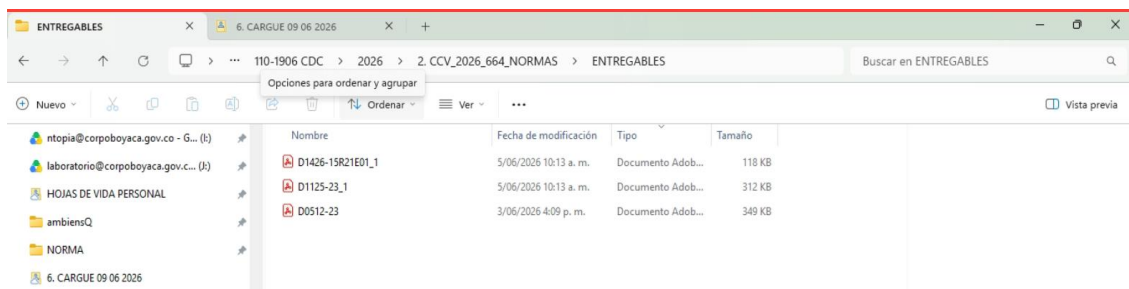 ENTREGABLES × 6. CARGUE 09 06 2026 × +
110-1906 CDC > 2026 > 2. CCV_2026_664_NORMAS > ENTREGABLES Buscar en ENTREGABLES
Opciones para ordenar y agrupar
Nuevo Ordenar Ver ... Vista previa
Nombre Fecha de modificación Tipo Tamaño
ntopia@corpoboyaca.gov.co - G... (I:)
D1426-15R21E01_1 5/06/2026 10:13 a. m. Documento Adob... 118 KB
laboratorio@corpoboyaca.gov.c... (J:)
D1125-23_1 5/06/2026 10:13 a. m. Documento Adob... 312 KB
HOJAS DE VIDA PERSONAL
D0512-23 3/06/2026 4:09 p. m. Documento Adob... 349 KB
ambiensQ
NORMA
6. CARGUE 09 06 2026